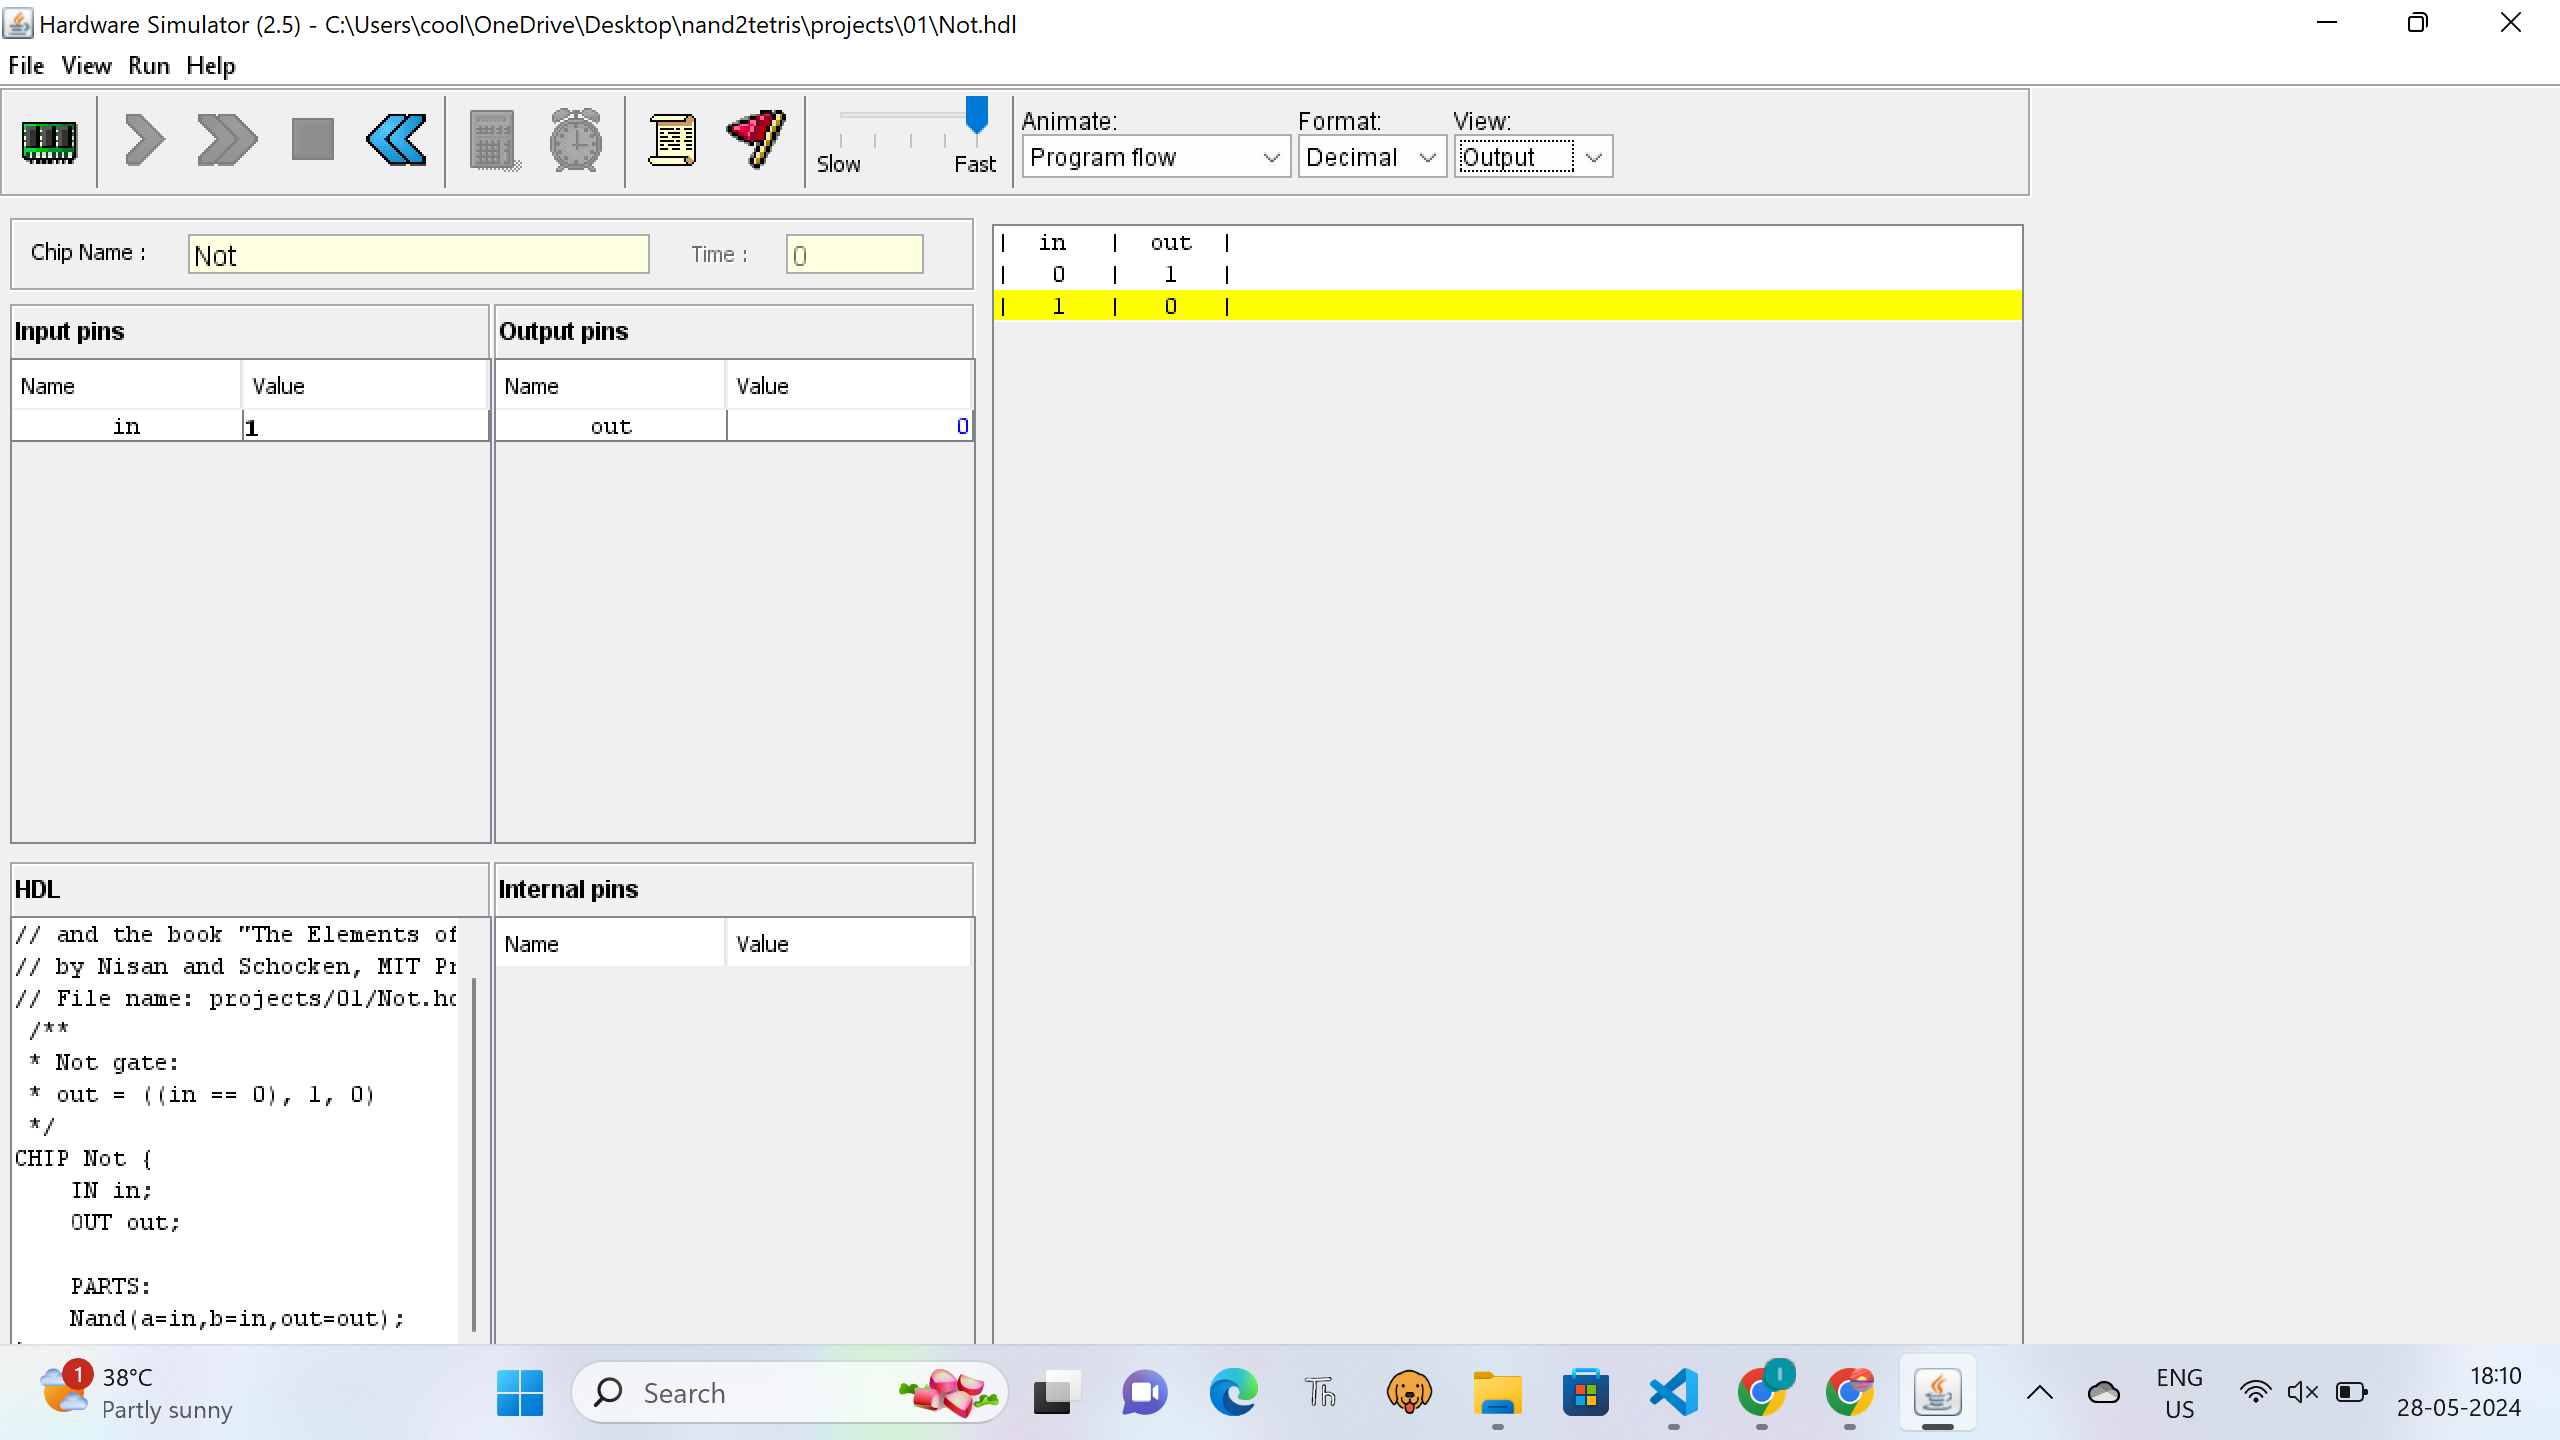 Hardware Simulator (2.5) - C:\Users\cool\OneDrive\Desktop\nand2tetris\projects\01\Not.hdl
File View Run Help
Slow Fast
Animate: Format: View:
Program flow Decimal Output
Chip Name : Not Time : 0
| in | out |
| 0 | 1 |
| 1 | 0 |
Input pins Output pins
Name Value Name Value
in 1 out 0
HDL Internal pins
Name Value
// and the book "The Elements of
// by Nisan and Schocken, MIT Pr
// File name: projects/01/Not.hd
/**
* Not gate:
* out = ((in == 0), 1, 0)
*/
CHIP Not {
IN in;
OUT out;
PARTS:
Nand(a=in,b=in,out=out);
1 38°C
Partly sunny
Search
Th
ENG
US
18:10
28-05-2024